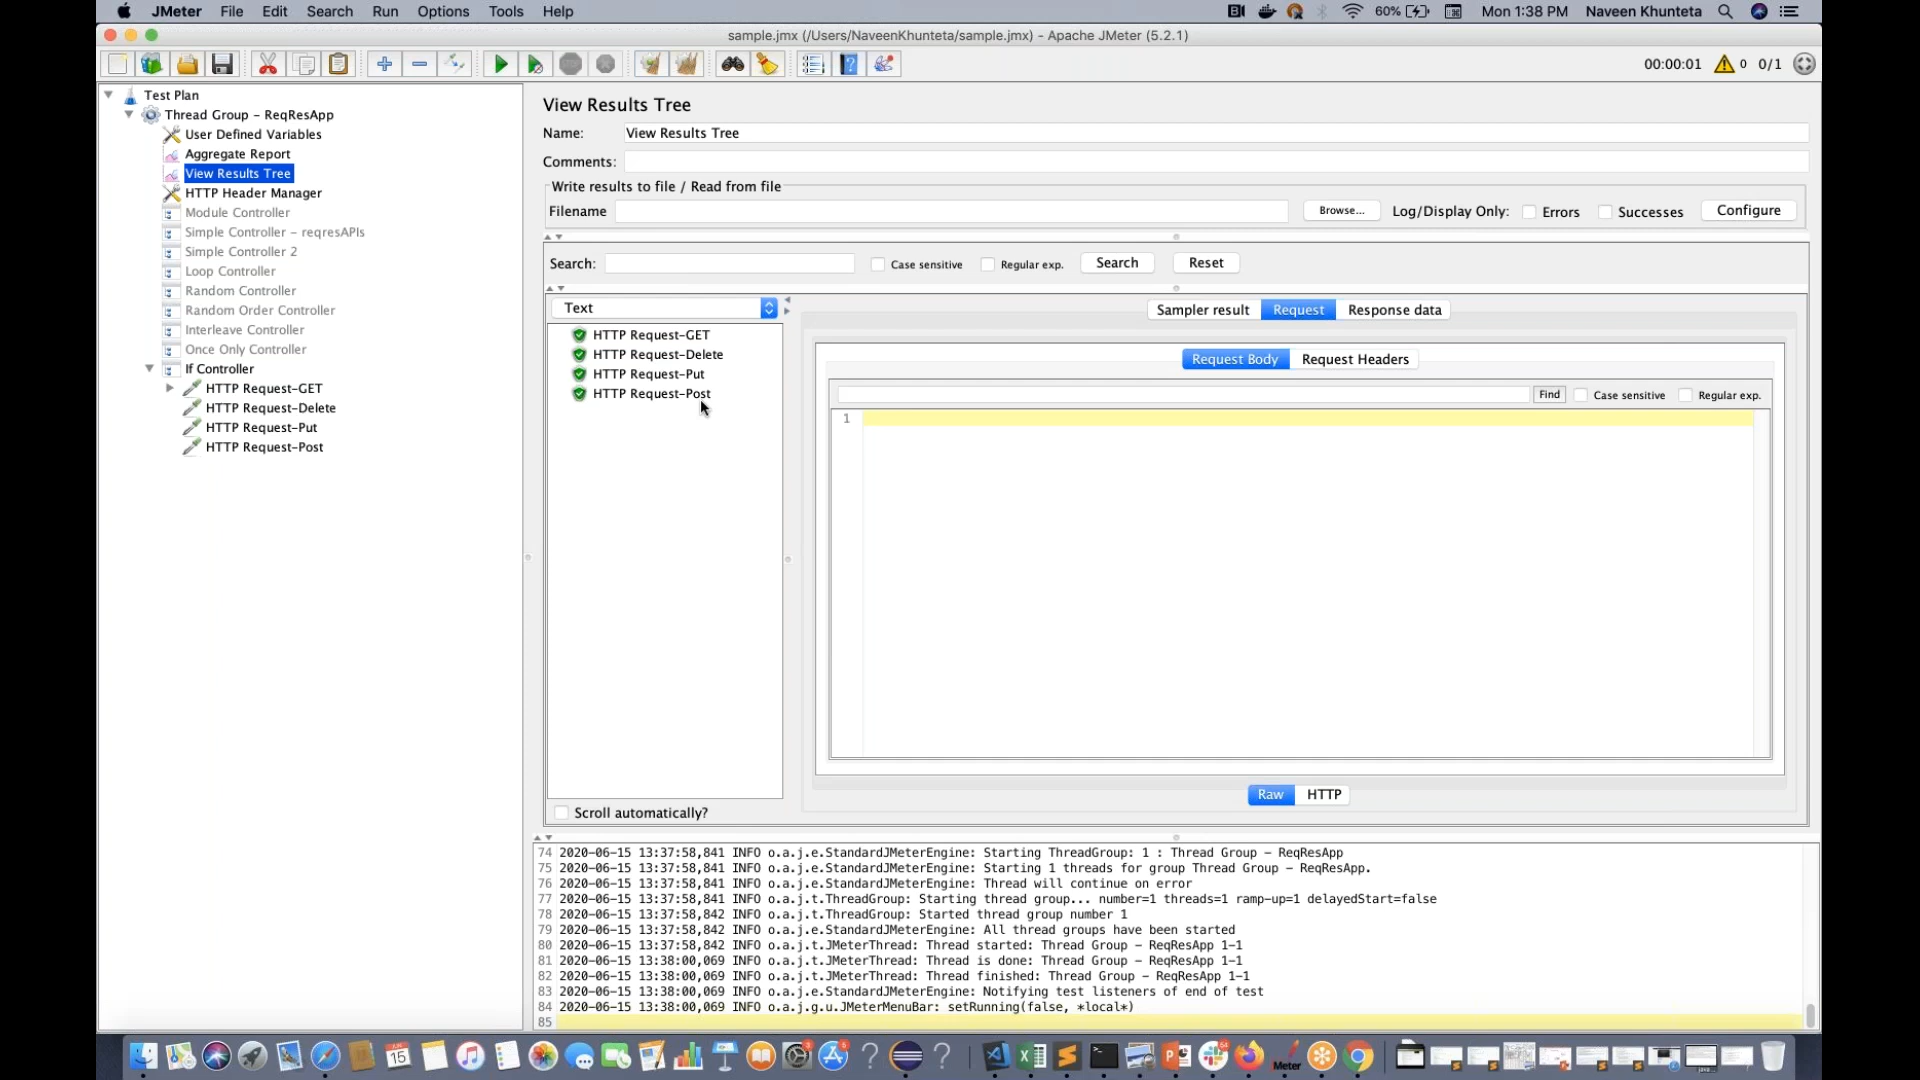 JMeter File Edit Search Run Options Tools Help 60% Mon 1:38 PM Naveen Khunteta
sample.jmx (/Users/NaveenKhunteta/sample.jmx) - Apache JMeter (5.2.1)
00:00:01 0 0/1
Test Plan
Thread Group - ReqResApp
User Defined Variables
Aggregate Report
View Results Tree
HTTP Header Manager
Module Controller
Simple Controller - reqresAPIs
Simple Controller 2
Loop Controller
Random Controller
Random Order Controller
Interleave Controller
Once Only Controller
If Controller
HTTP Request-GET
HTTP Request-Delete
HTTP Request-Put
HTTP Request-Post
View Results Tree
Name: View Results Tree
Comments:
Write results to file / Read from file
Filename Browse... Log/Display Only: Errors Successes Configure
Search: Case sensitive Regular exp. Search Reset
Text
HTTP Request-GET
HTTP Request-Delete
HTTP Request-Put
HTTP Request-Post
Scroll automatically?
Sampler result Request Response data
Request Body Request Headers
Find Case sensitive Regular exp.
1
Raw HTTP
74 2020-06-15 13:37:58,841 INFO o.a.j.e.StandardJMeterEngine: Starting ThreadGroup: 1 : Thread Group - ReqResApp
75 2020-06-15 13:37:58,841 INFO o.a.j.e.StandardJMeterEngine: Starting 1 threads for group Thread Group - ReqResApp.
76 2020-06-15 13:37:58,841 INFO o.a.j.e.StandardJMeterEngine: Thread will continue on error
77 2020-06-15 13:37:58,841 INFO o.a.j.t.ThreadGroup: Starting thread group... number=1 threads=1 ramp-up=1 delayedStart=false
78 2020-06-15 13:37:58,842 INFO o.a.j.t.ThreadGroup: Started thread group number 1
79 2020-06-15 13:37:58,842 INFO o.a.j.e.StandardJMeterEngine: All thread groups have been started
80 2020-06-15 13:37:58,842 INFO o.a.j.t.JMeterThread: Thread started: Thread Group - ReqResApp 1-1
81 2020-06-15 13:38:00,069 INFO o.a.j.t.JMeterThread: Thread is done: Thread Group - ReqResApp 1-1
82 2020-06-15 13:38:00,069 INFO o.a.j.t.JMeterThread: Thread finished: Thread Group - ReqResApp 1-1
83 2020-06-15 13:38:00,069 INFO o.a.j.e.StandardJMeterEngine: Notifying test listeners of end of test
84 2020-06-15 13:38:00,069 INFO o.a.j.g.u.JMeterMenuBar: setRunning(false, *local*)
85